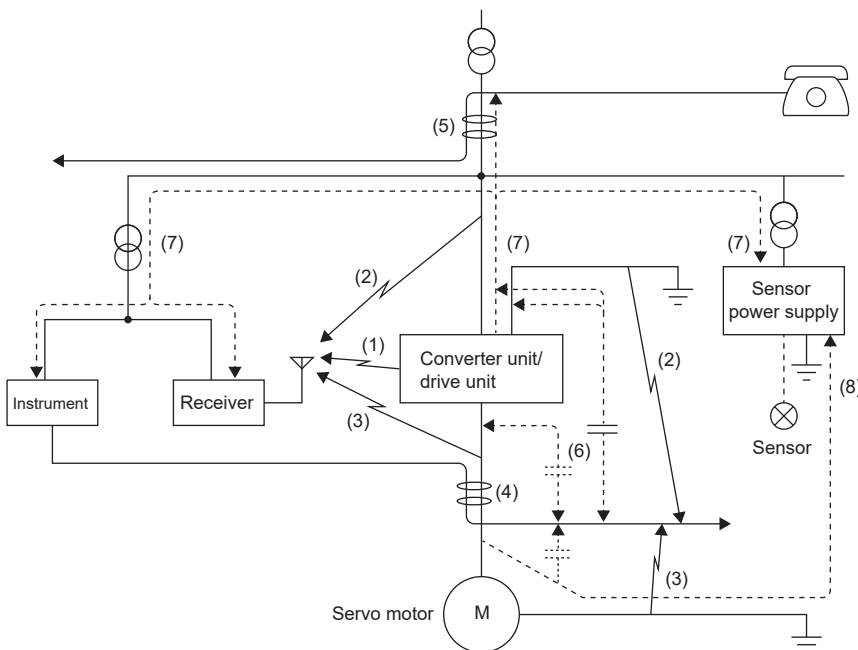 (5)
(7)
(7)
(7)
(2)
Sensor
power supply
(1)
Converter unit/
drive unit
(2)
(8)
Instrument
Receiver
(3)
Sensor
(6)
(4)
(3)
Servo motor
M